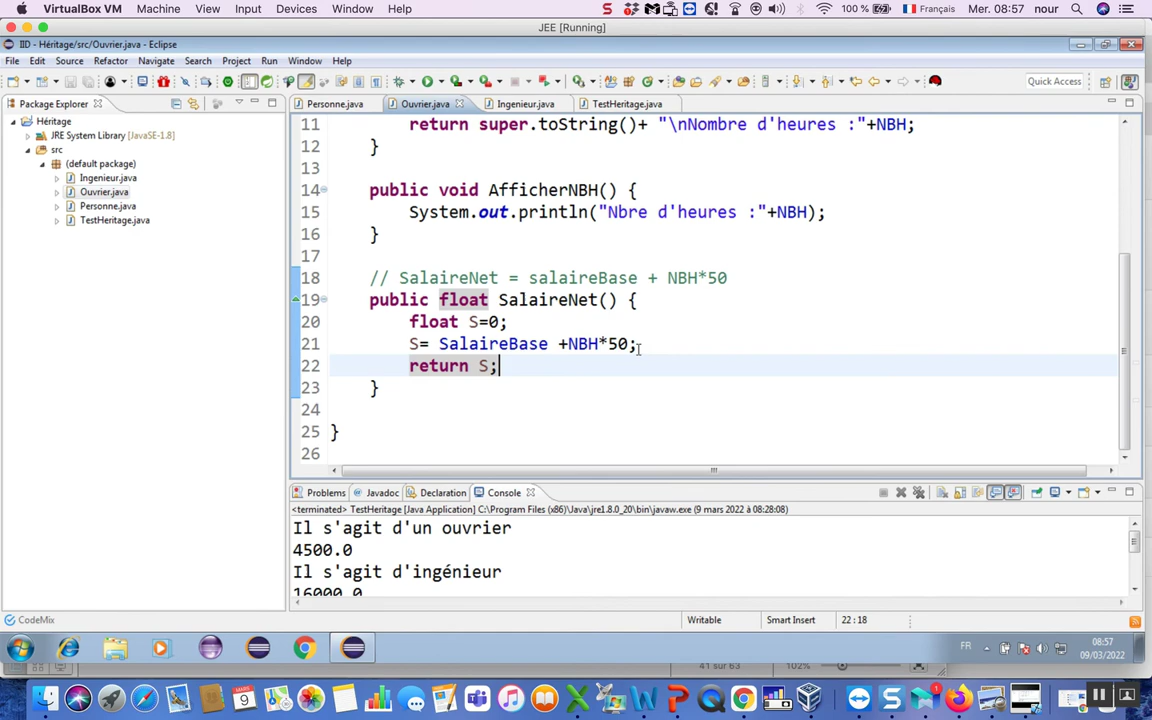 VirtualBox VM Machine View Input Devices Window Help 100 % Français Mer. 08:57 nour
JEE [Running]
IID - Héritage/src/Ouvrier.java - Eclipse
File Edit Source Refactor Navigate Search Project Run Window Help
Quick Access
Package Explorer
Héritage
JRE System Library [JavaSE-1.8]
src
(default package)
Ingenieur.java
Ouvrier.java
Personne.java
TestHeritage.java
Personne.java Ouvrier.java Ingenieur.java TestHeritage.java
11 return super.toString()+ "\nNombre d'heures :"+NBH;
12 }
13
14 public void AfficherNBH() {
15 System.out.println("Nbre d'heures :"+NBH);
16 }
17
18 // SalaireNet = salaireBase + NBH*50
19 public float SalaireNet() {
20 float S=0;
21 S= SalaireBase +NBH*50;
22 return S;
23 }
24
25 }
26
Problems Javadoc Declaration Console
<terminated> TestHeritage [Java Application] C:\Program Files (x86)\Java\jre1.8.0_20\bin\javaw.exe (9 mars 2022 à 08:28:08)
Il s'agit d'un ouvrier
4500.0
Il s'agit d'ingénieur
16000.0
CodeMix
Writable Smart Insert 22 : 18
FR 08:57
09/03/2022
41 sur 63 102%